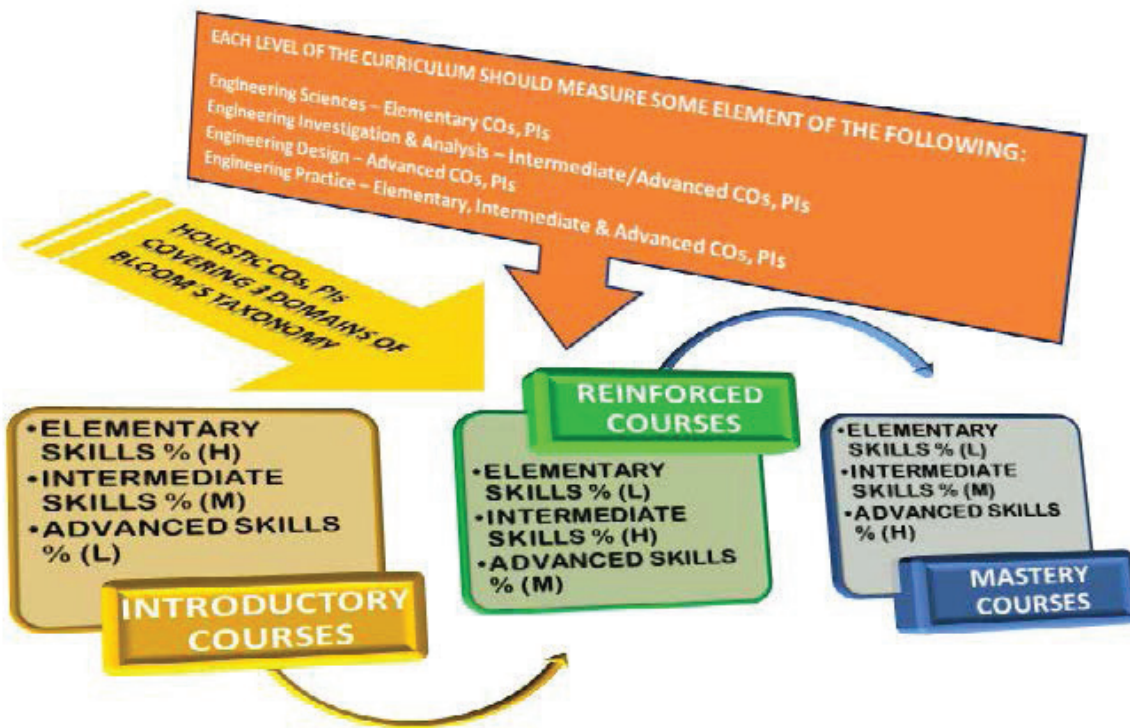 EACH LEVEL OF THE CURRICULUM SHOULD MEASURE SOME ELEMENT OF THE FOLLOWING:
Engineering Sciences – Elementary COs, PIs
Engineering Investigation & Analysis – Intermediate/Advanced COs, PIs
Engineering Design – Advanced COs, PIs
Engineering Practice – Elementary, Intermediate & Advanced COs, PIs
HOLISTIC COs, PIs
COVERING 3 DOMAINS OF
BLOOM'S TAXONOMY
•ELEMENTARY
SKILLS % (H)
•INTERMEDIATE
SKILLS % (M)
•ADVANCED SKILLS
% (L)
INTRODUCTORY
COURSES
REINFORCED
COURSES
•ELEMENTARY
SKILLS % (L)
•INTERMEDIATE
SKILLS % (H)
•ADVANCED SKILLS
% (M)
•ELEMENTARY
SKILLS % (L)
•INTERMEDIATE
SKILLS % (M)
•ADVANCED SKILLS
% (H)
MASTERY
COURSES